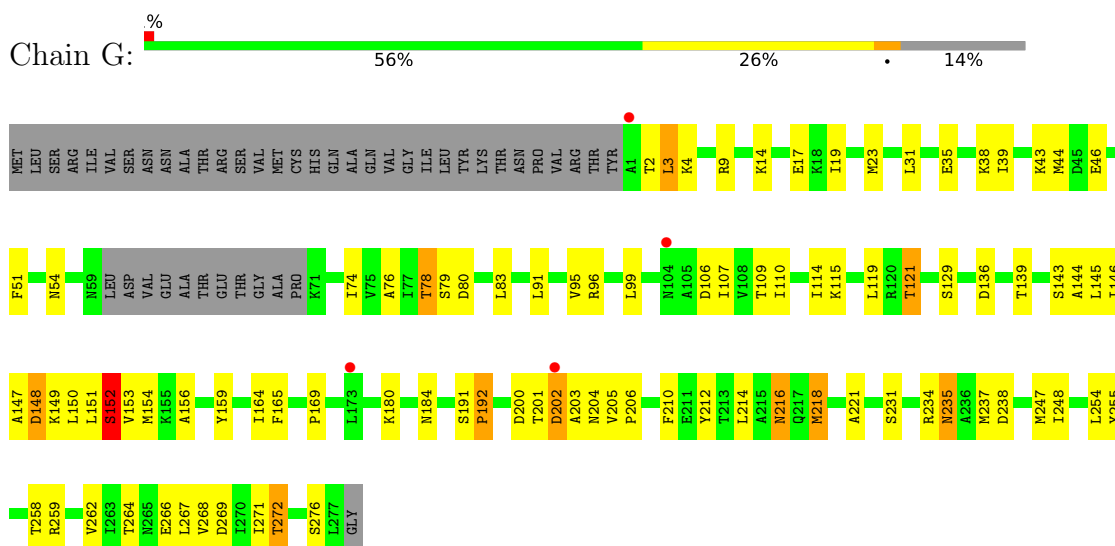 %
Chain G:
56% 26% • 14%
MET LEU SER ARG ILE VAL SER ASN ASN ALA THR ARG SER VAL MET CYS HIS GLN ALA GLN VAL GLY ILE LEU TYR LYS THR ASN PRO VAL ARG THR TYR A1 T2 L3 K4 R9 K14 E17 K18 I19 M23 L31 E35 K38 I39 K43 M44 D45 E46
F51 N54 N59 LEU ASP VAL GLU ALA THR GLU THR GLY ALA PRO K71 I74 V75 A76 I77 T78 S79 D80 L83 L91 V95 R96 L99 N104 A105 D106 I107 V108 T109 I110 I114 K115 L119 R120 T121 S129 D136 T139 S143 A144 L145 L146
A147 D148 K149 L150 L151 S152 V153 M154 K155 A156 Y159 I164 F165 P169 L173 K180 N184 S191 P192 D200 T201 D202 A203 N204 V205 P206 F210 E211 Y212 T213 L214 A215 N216 Q217 M218 A221 S231 R234 N235 A236 M237 D238 M247 I248 L254 Y255
T258 R259 V262 I263 T264 N265 E266 L267 V268 D269 I270 I271 T272 S276 L277 GLY